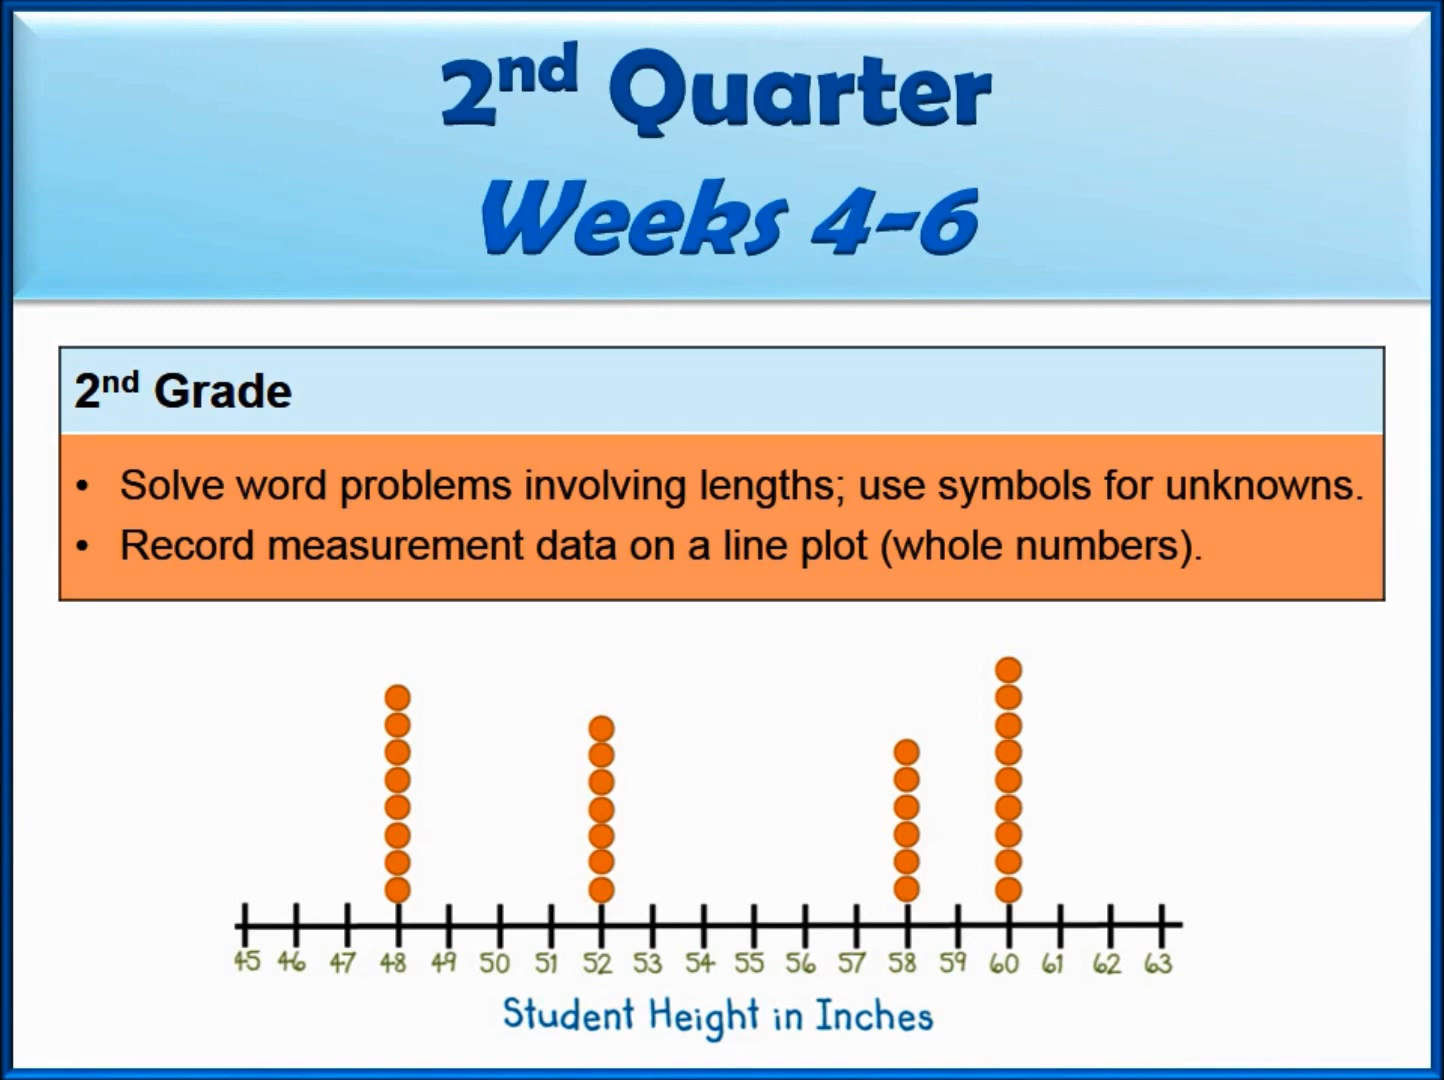 2nd Quarter
Weeks 4-6
2nd Grade
• Solve word problems involving lengths; use symbols for unknowns.
• Record measurement data on a line plot (whole numbers).
45 46 47 48 49 50 51 52 53 54 55 56 57 58 59 60 61 62 63
Student Height in Inches